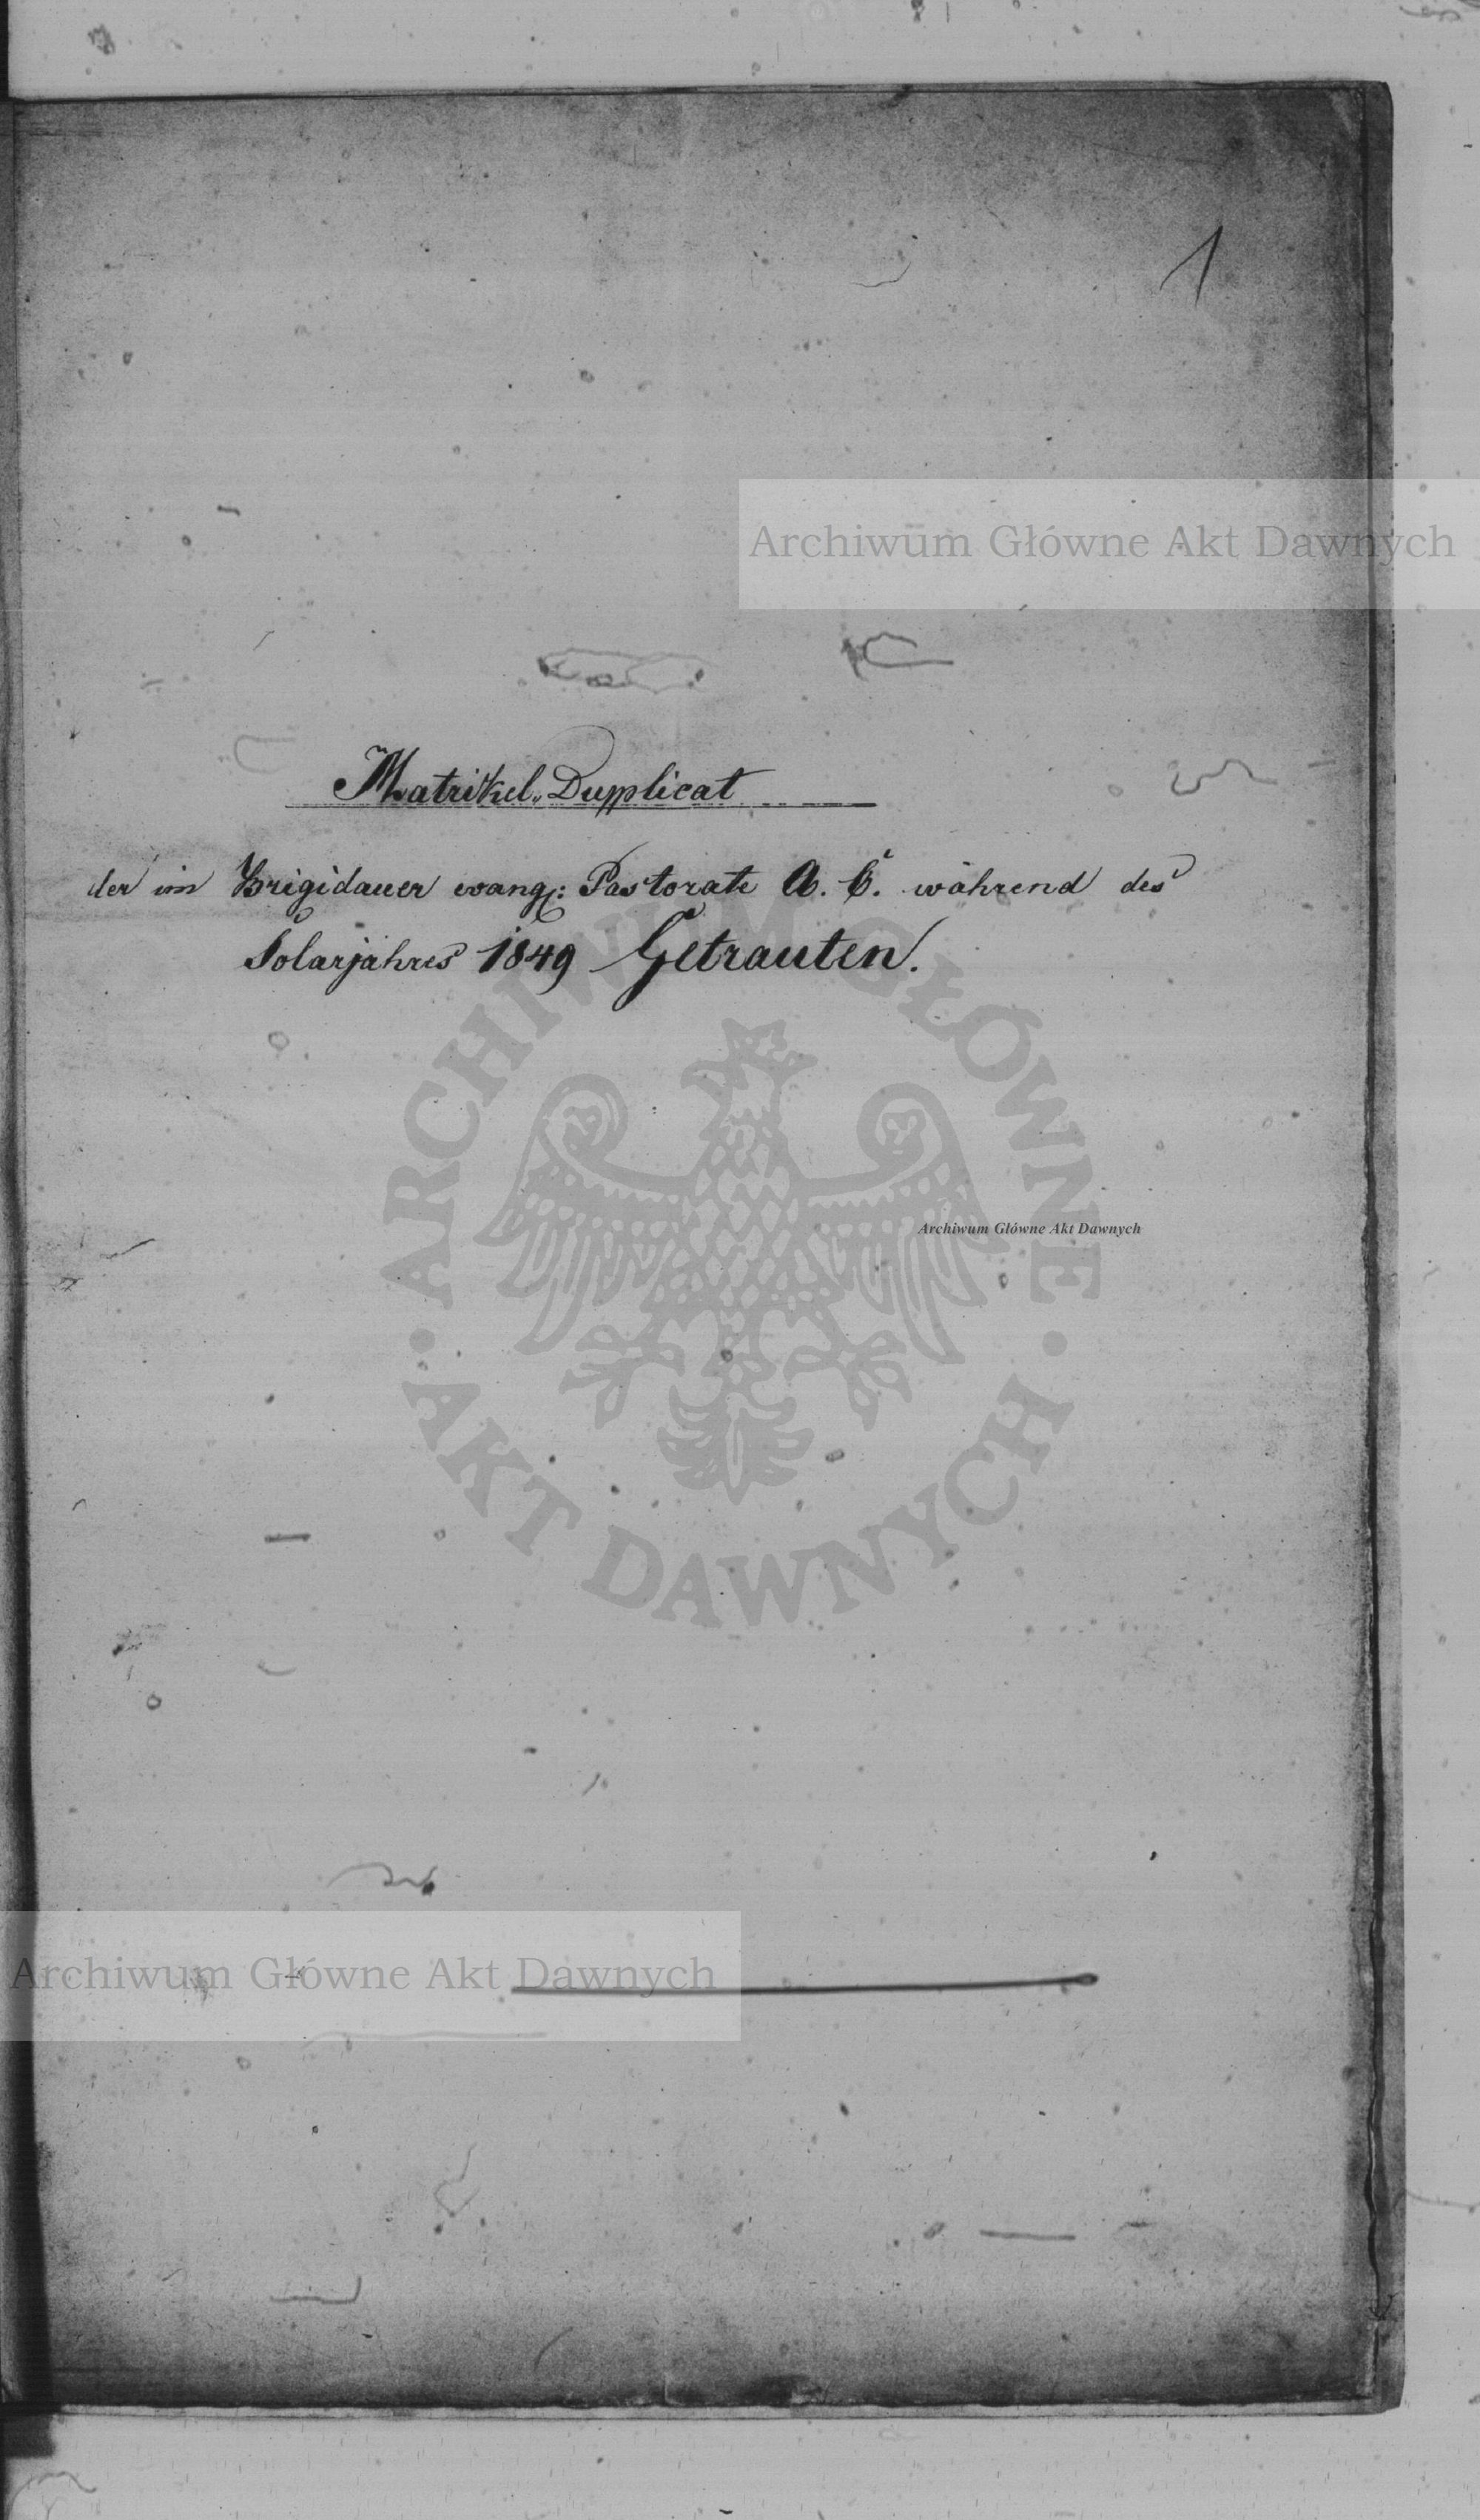 1
Archiwum Główne Akt Dawnych
Matrikel-Dupplicat
der im Brigidauer evang: Pastorate A. C. während des
Solarjahres 1849 Getrauten.
ARCHIWUM GŁÓWNE
Archiwum Główne Akt Dawnych
AKT DAWNYCH
Archiwum Główne Akt Dawnych